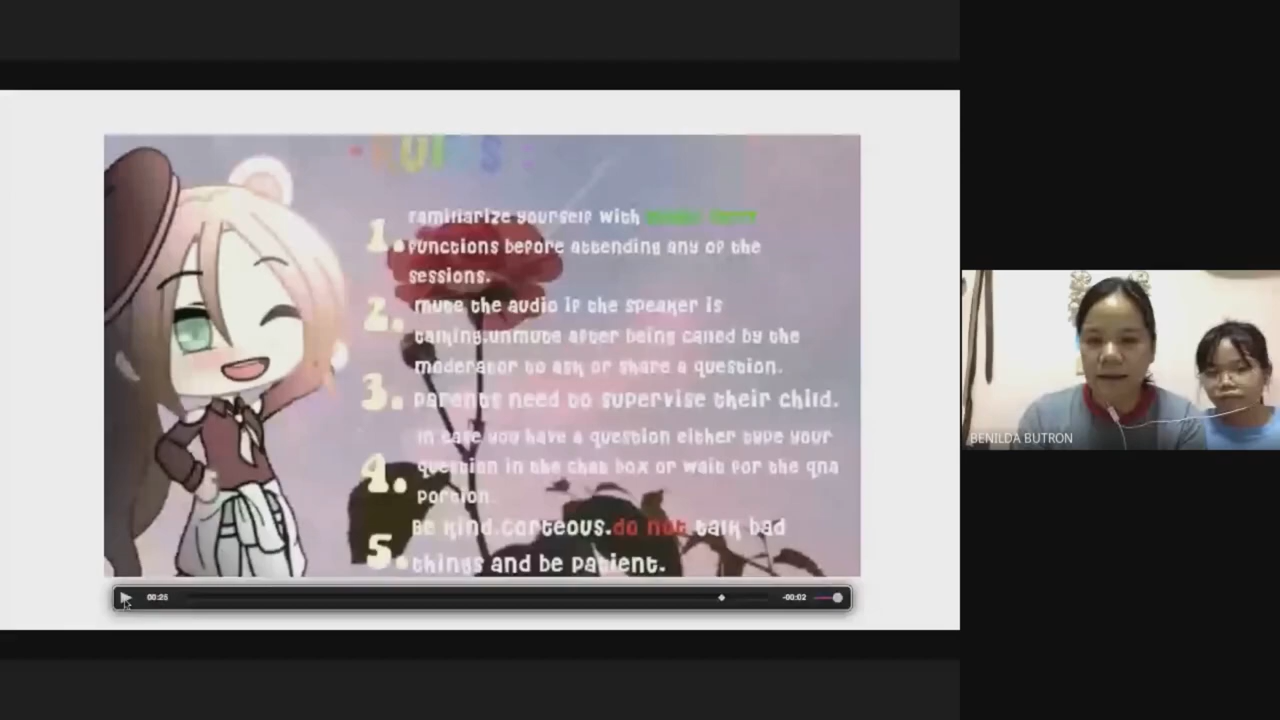 RULES :
1. Familiarize yourself with
functions before attending any of the
sessions.
2. mute the audio if the speaker is
talking.unmute after being called by the
moderator to ask or share a question.
3. parents need to supervise their child.
in case you have a question either type your
4. question in the chat box or wait for the qna
portion.
Be kind.corteous.do not talk bad
5. things and be patient.
00:25
-00:02
BENILDA BUTRON